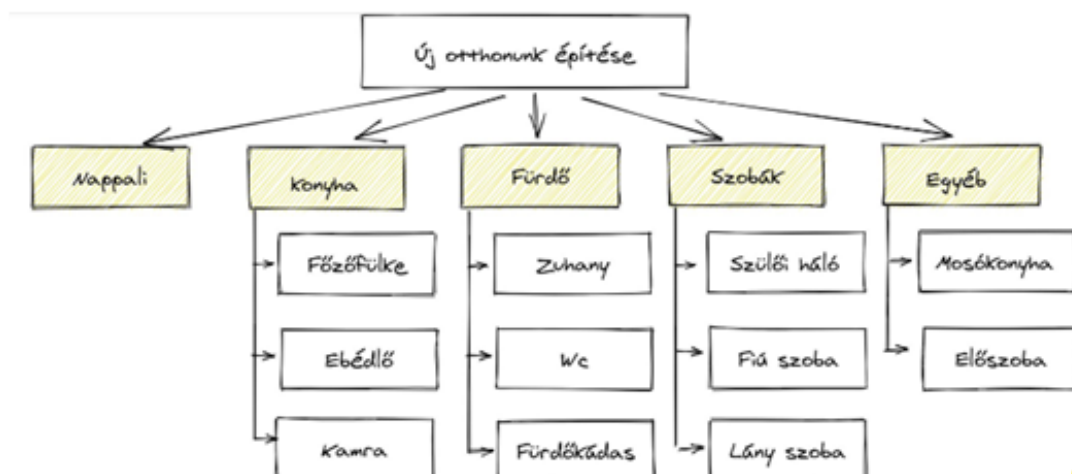 Új otthonunk építése
Nappali
Konyha
Fürdő
Szobák
Egyéb
Főzőfülke
Zuhany
Szülői háló
Mosókonyha
Ebédlő
Wc
Fiú szoba
Előszoba
Kamra
Fürdőkádas
Lány szoba